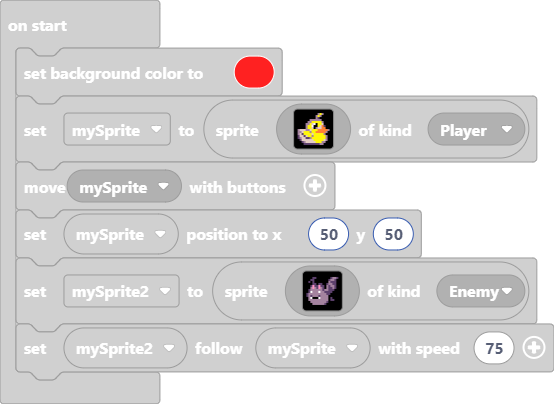 on start
set background color to
set mySprite to sprite of kind Player
move mySprite with buttons
set mySprite position to x 50 y 50
set mySprite2 to sprite of kind Enemy
set mySprite2 follow mySprite with speed 75